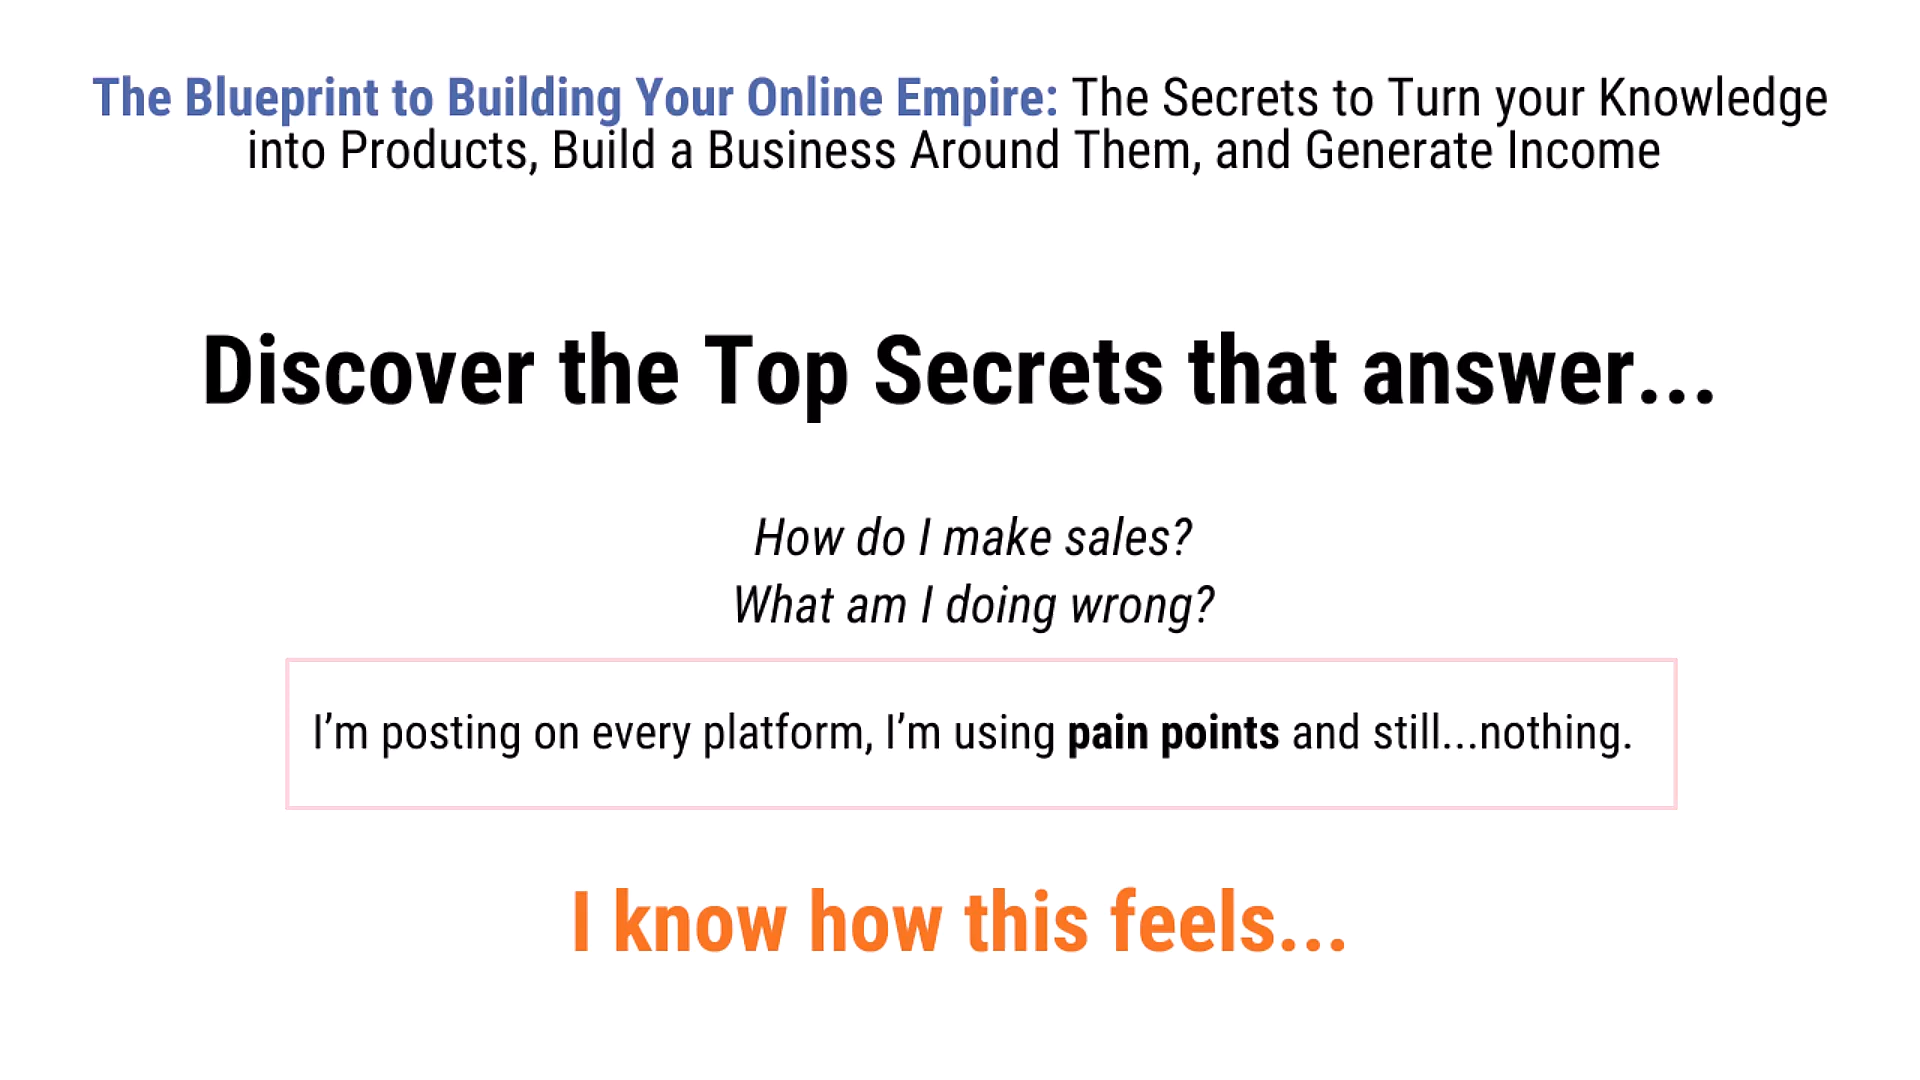 The Blueprint to Building Your Online Empire: The Secrets to Turn your Knowledge
into Products, Build a Business Around Them, and Generate Income
Discover the Top Secrets that answer...
How do I make sales?
What am I doing wrong?
I’m posting on every platform, I’m using pain points and still...nothing.
I know how this feels...